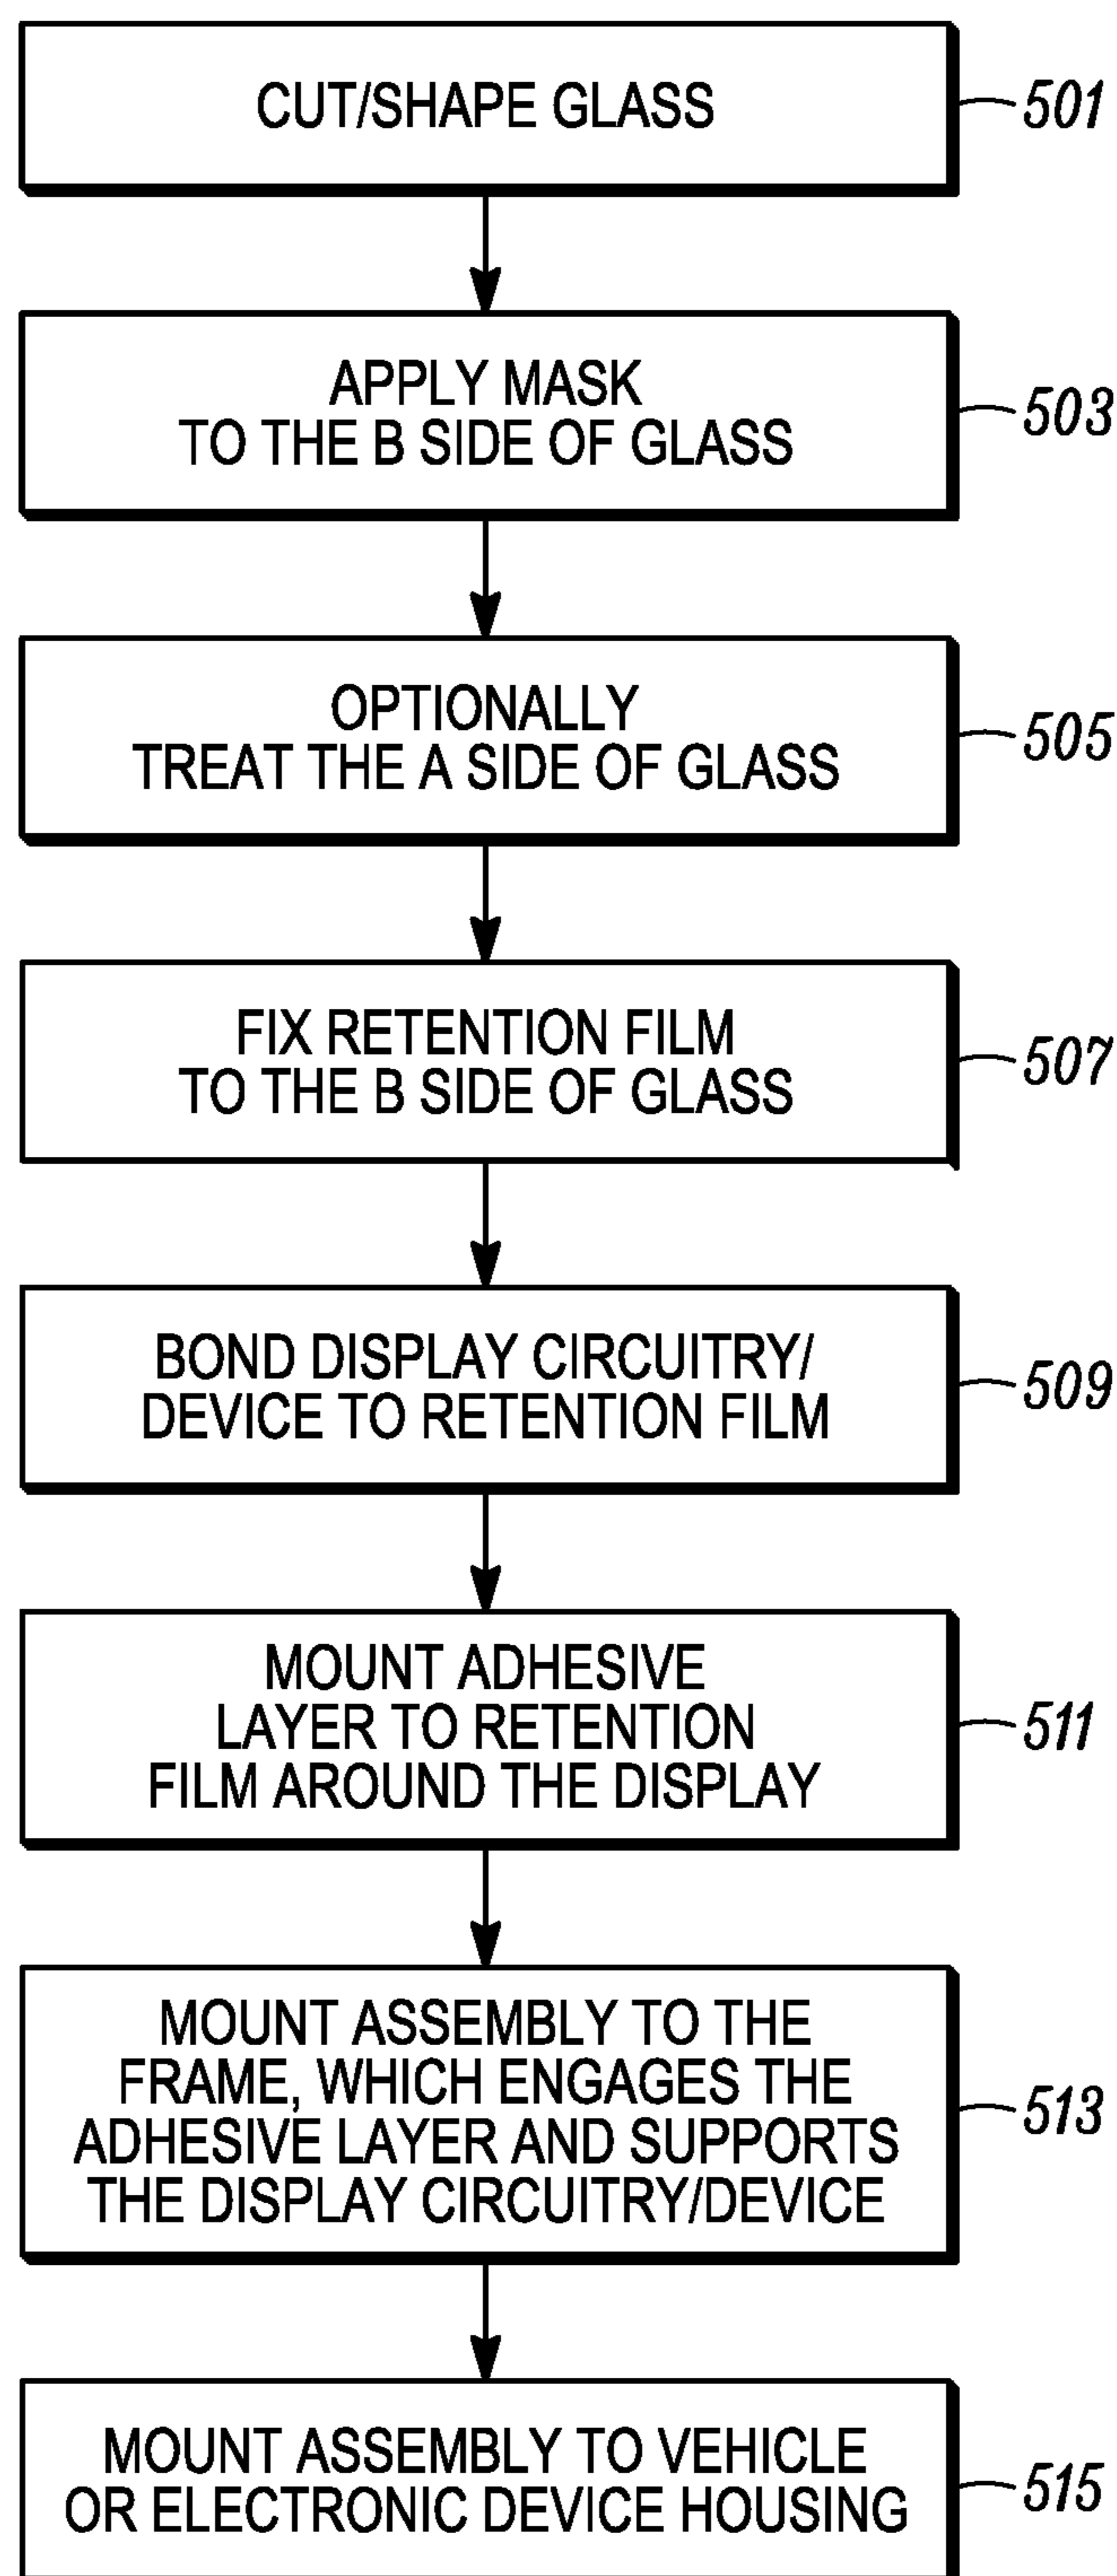 CUT/SHAPE GLASS
501
APPLY MASK
TO THE B SIDE OF GLASS
503
OPTIONALLY
TREAT THE A SIDE OF GLASS
505
FIX RETENTION FILM
TO THE B SIDE OF GLASS
507
BOND DISPLAY CIRCUITRY/
DEVICE TO RETENTION FILM
509
MOUNT ADHESIVE
LAYER TO RETENTION
FILM AROUND THE DISPLAY
511
MOUNT ASSEMBLY TO THE
FRAME, WHICH ENGAGES THE
ADHESIVE LAYER AND SUPPORTS
THE DISPLAY CIRCUITRY/DEVICE
513
MOUNT ASSEMBLY TO VEHICLE
OR ELECTRONIC DEVICE HOUSING
515